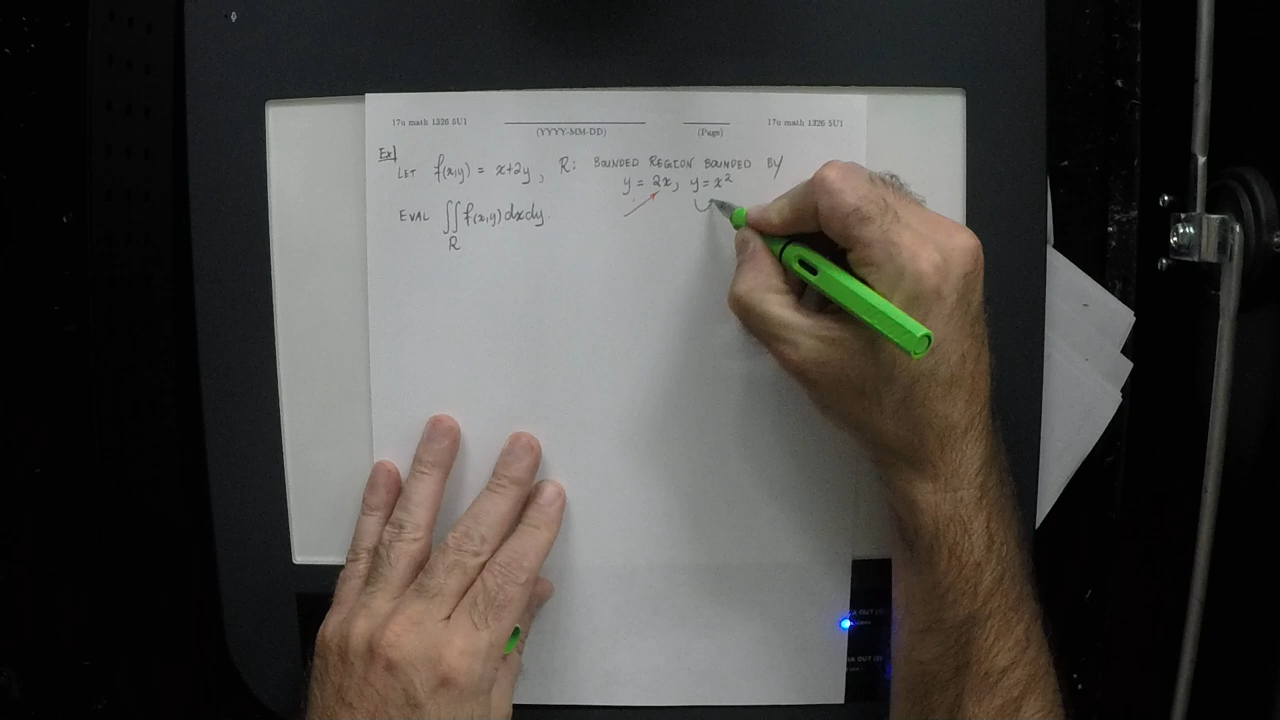 17u math 1326 5U1
(YYYY-MM-DD)
(Page)
17u math 1326 5U1
Ex
LET f(x,y) = x+2y, R: BOUNDED REGION BOUNDED BY
y = 2x, y = x²
EVAL ∬ f(x,y) dxdy.
R